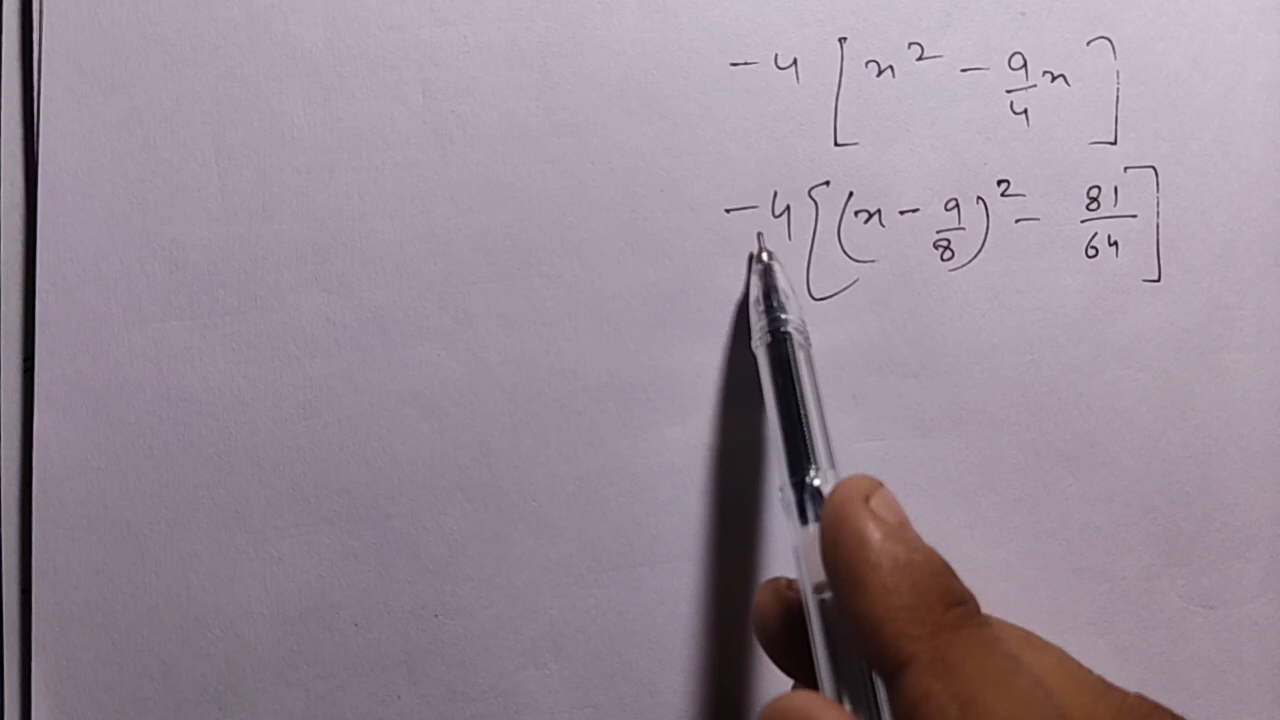 -4 [ x² - 9/4 x ]
-4 [ (x - 9/8)² - 81/64 ]